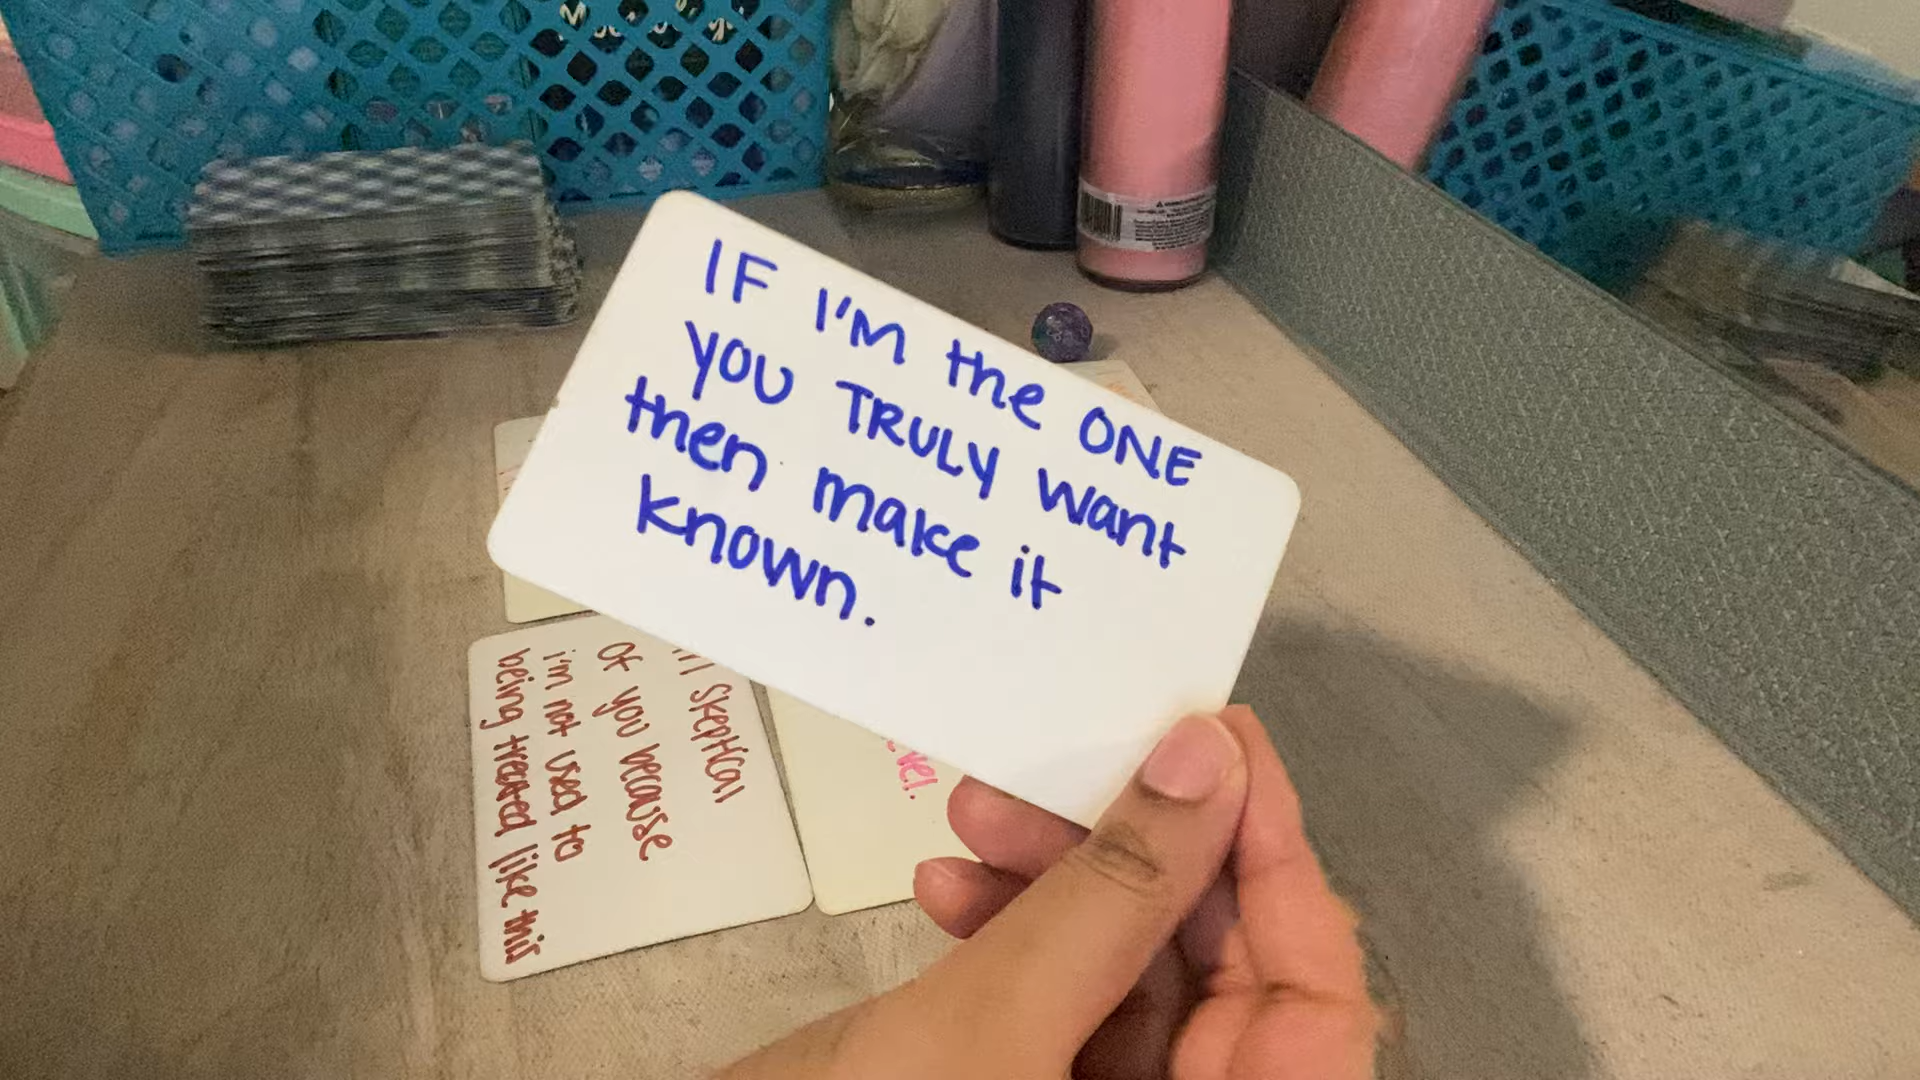 IF I'M the ONE
YOU TRULY want
then make it
known.
SKEPTICAL
OF YOU because
i'm not used to
being treated like this